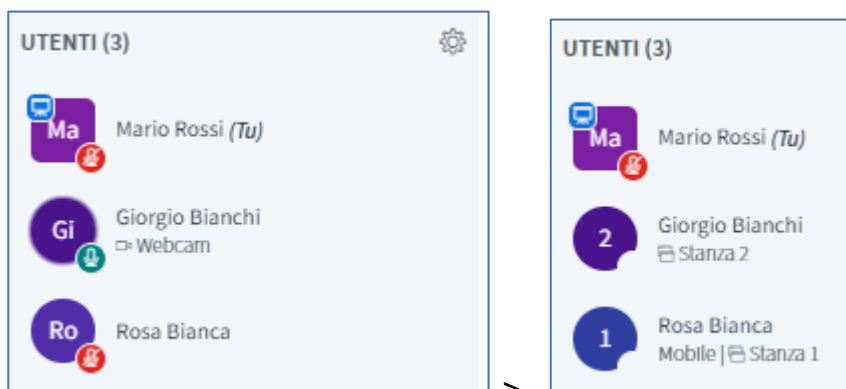 UTENTI (3)
Ma Mario Rossi (Tu)
Gi Giorgio Bianchi
Webcam
Ro Rosa Bianca
>
UTENTI (3)
Ma Mario Rossi (Tu)
2 Giorgio Bianchi
Stanza 2
1 Rosa Bianca
Mobile | Stanza 1